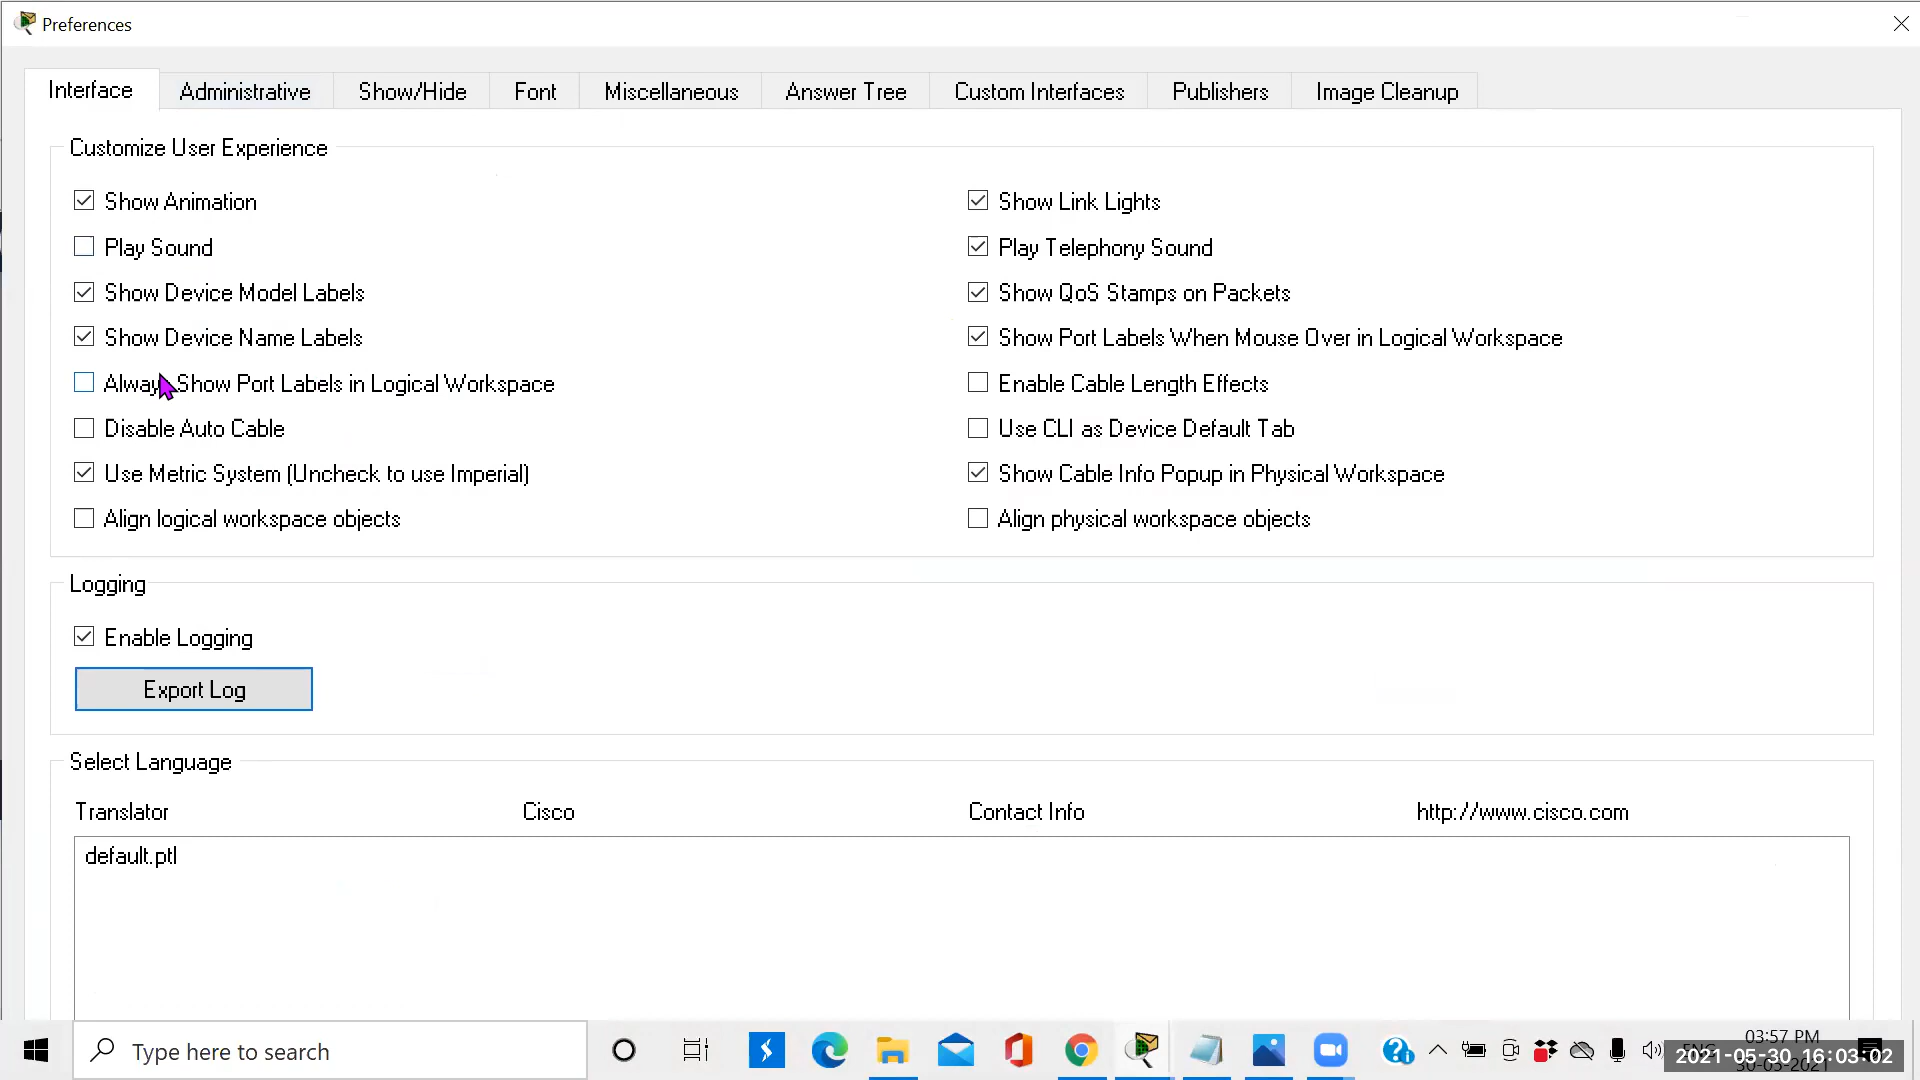 Preferences
Interface
Administrative
Show/Hide
Font
Miscellaneous
Answer Tree
Custom Interfaces
Publishers
Image Cleanup
Customize User Experience
Show Animation
Show Link Lights
Play Sound
Play Telephony Sound
Show Device Model Labels
Show QoS Stamps on Packets
Show Device Name Labels
Show Port Labels When Mouse Over in Logical Workspace
Show Port Labels in Logical Workspace
Enable Cable Length Effects
Disable Auto Cable
Use CLI as Device Default Tab
Use Metric System (Uncheck to use Imperial)
Show Cable Info Popup in Physical Workspace
Align logical workspace objects
Align physical workspace objects
Logging
Enable Logging
Export Log
Select Language
Translator
Cisco
Contact Info
http://www.cisco.com
default.ptl
Type here to search
03:57 PM
2021-05-30 16:03:02